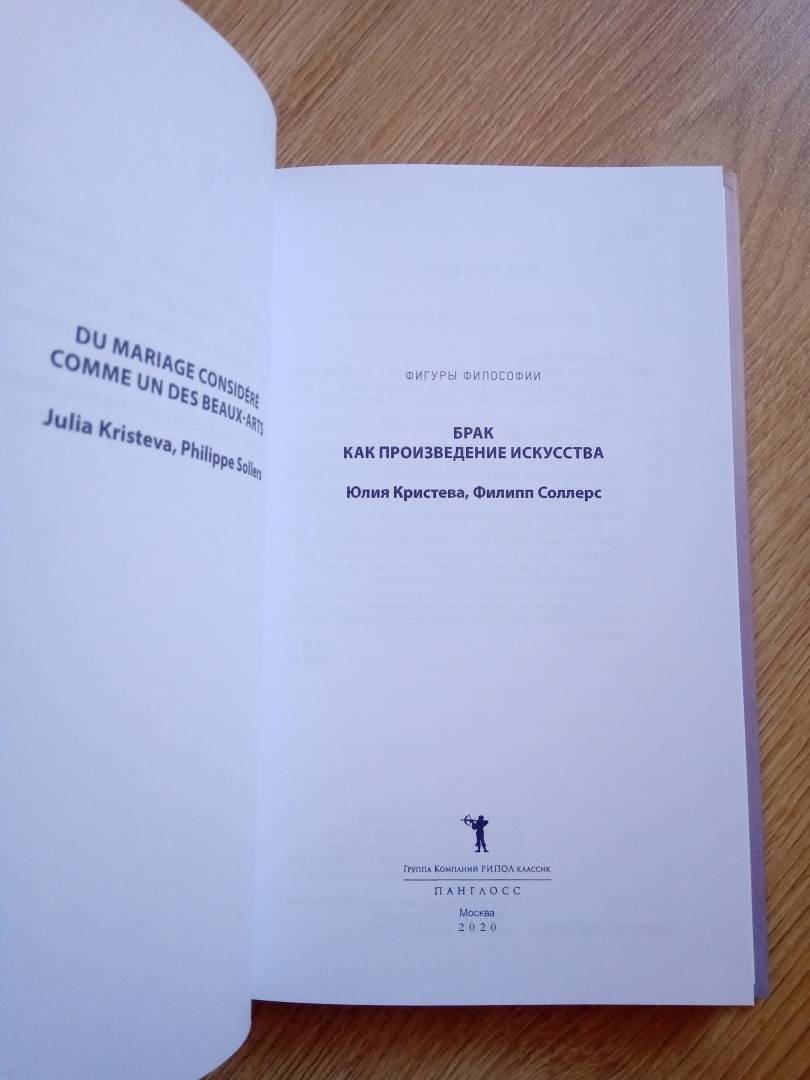 DU MARIAGE CONSIDÉRÉ
COMME UN DES BEAUX-ARTS
Julia Kristeva, Philippe Sollers
ФИГУРЫ ФИЛОСОФИИ
БРАК
КАК ПРОИЗВЕДЕНИЕ ИСКУССТВА
Юлия Кристева, Филипп Соллерс
Группа Компаний РИПОЛ классик
ПАНГЛОСС
Москва
2020